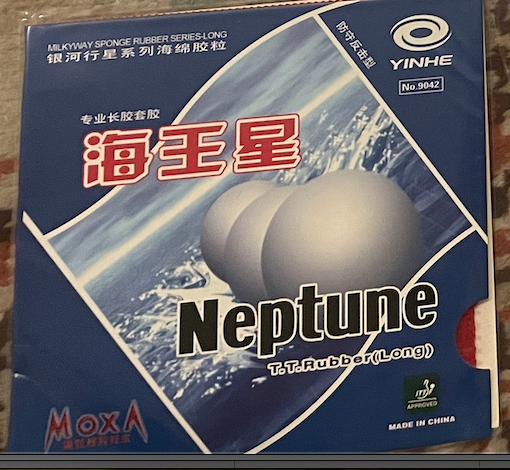 MILKYWAY SPONGE RUBBER SERIES-LONG
银河行星系列海绵胶粒
防守反击型
YINHE
No.9042
专业长胶套胶
海王星
Neptune
T.T.Rubber(Long)
MOXA
ITTF
APPROVED
MADE IN CHINA